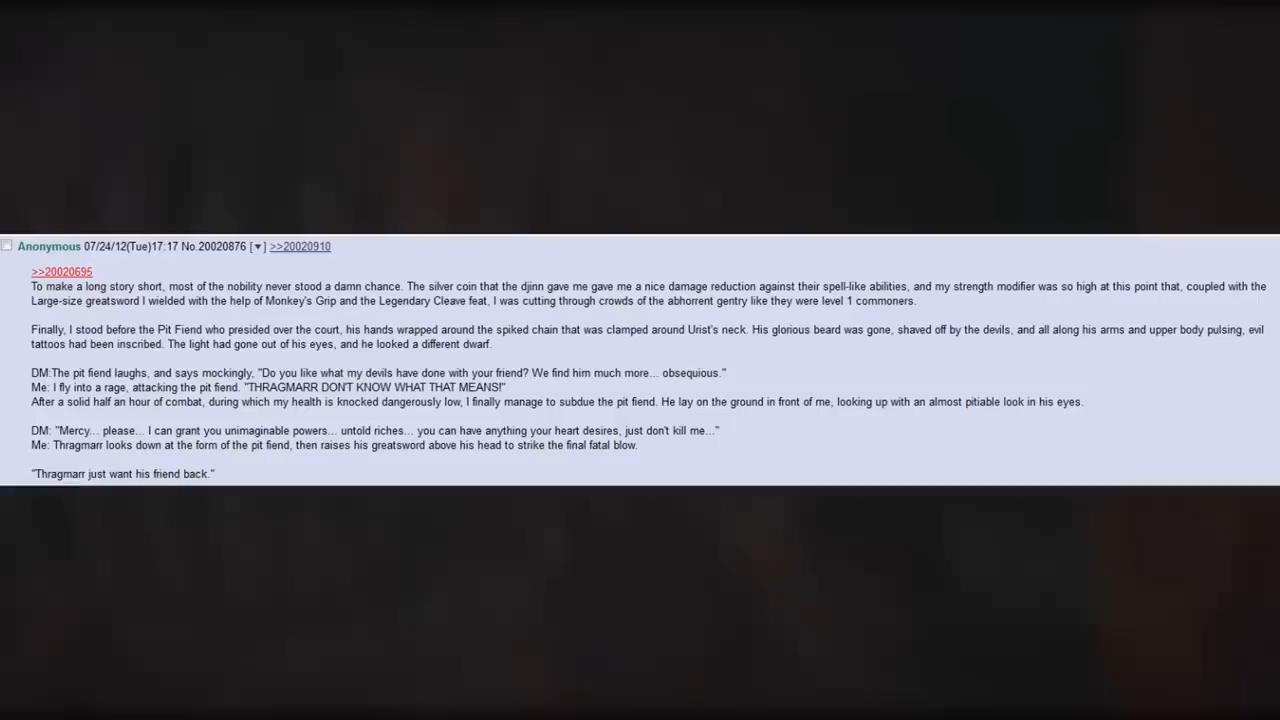 Anonymous 07/24/12(Tue)17:17 No.20020876 [▼] >>20020910
>>20020695
To make a long story short, most of the nobility never stood a damn chance. The silver coin that the djinn gave me gave me a nice damage reduction against their spell-like abilities, and my strength modifier was so high at this point that, coupled with the
Large-size greatsword I wielded with the help of Monkey's Grip and the Legendary Cleave feat, I was cutting through crowds of the abhorrent gentry like they were level 1 commoners.
Finally, I stood before the Pit Fiend who presided over the court, his hands wrapped around the spiked chain that was clamped around Urist's neck. His glorious beard was gone, shaved off by the devils, and all along his arms and upper body pulsing, evil
tattoos had been inscribed. The light had gone out of his eyes, and he looked a different dwarf.
DM:The pit fiend laughs, and says mockingly, "Do you like what my devils have done with your friend? We find him much more... obsequious."
Me: I fly into a rage, attacking the pit fiend. "THRAGMARR DON'T KNOW WHAT THAT MEANS!"
After a solid half an hour of combat, during which my health is knocked dangerously low, I finally manage to subdue the pit fiend. He lay on the ground in front of me, looking up with an almost pitiable look in his eyes.
DM: "Mercy... please... I can grant you unimaginable powers... untold riches... you can have anything your heart desires, just don't kill me..."
Me: Thragmarr looks down at the form of the pit fiend, then raises his greatsword above his head to strike the final fatal blow.
"Thragmarr just want his friend back."